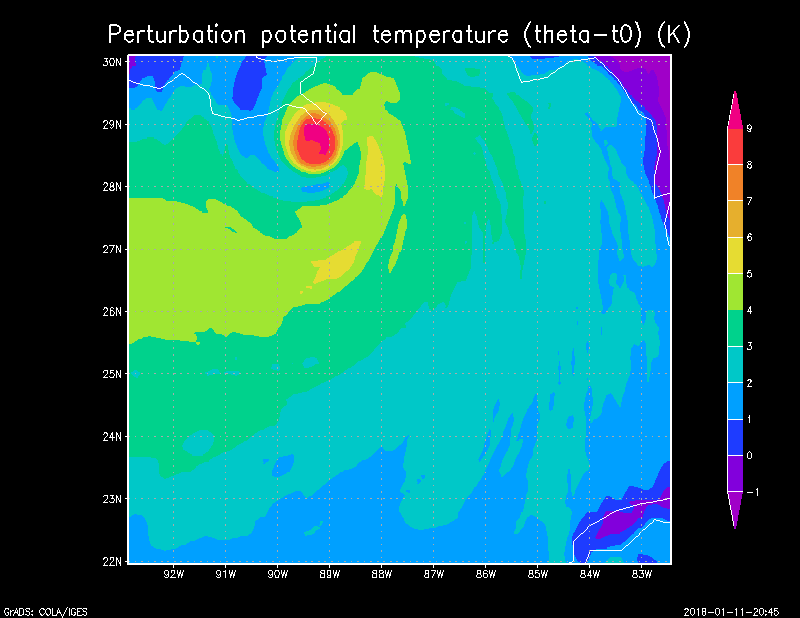 Perturbation potential temperature (theta-t0) (K)
30N
29N
28N
27N
26N
25N
24N
23N
22N
92W 91W 90W 89W 88W 87W 86W 85W 84W 83W
9
8
7
6
5
4
3
2
1
0
-1
GrADS: COLA/IGES
2018-01-11-20:45